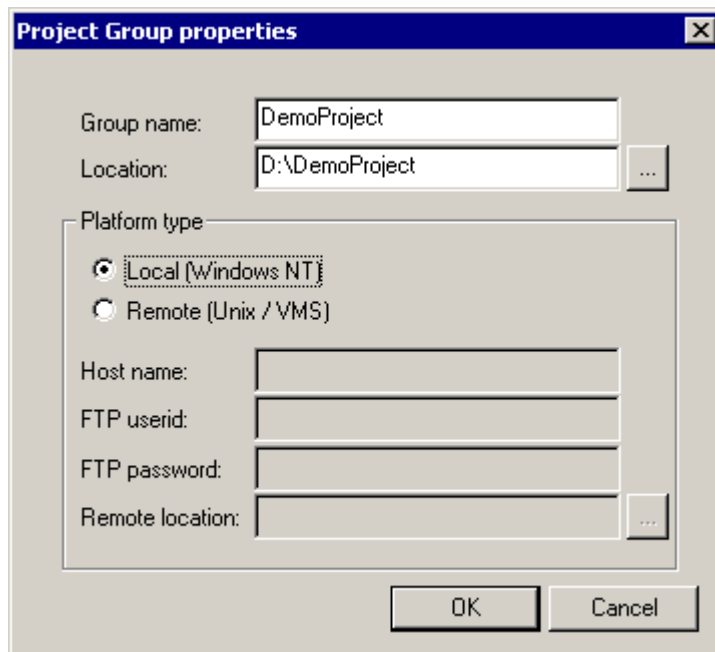 Project Group properties
Group name: DemoProject
Location: D:\DemoProject ...
Platform type
Local (Windows NT)
Remote (Unix / VMS)
Host name:
FTP userid:
FTP password:
Remote location: ...
OK Cancel